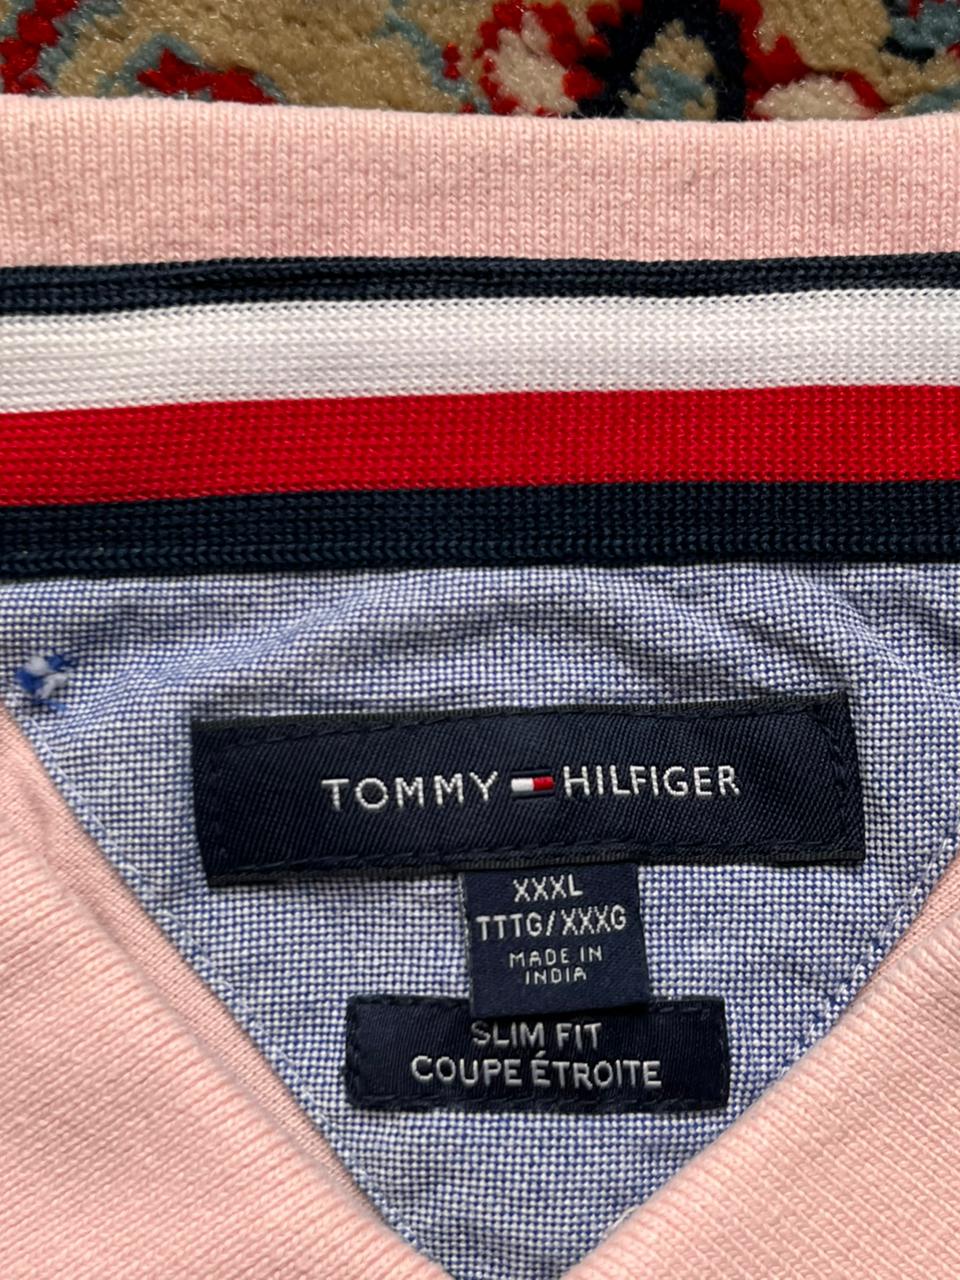 TOMMY HILFIGER
XXXL
TTTG/XXXG
MADE IN
INDIA
SLIM FIT
COUPE ÉTROITE